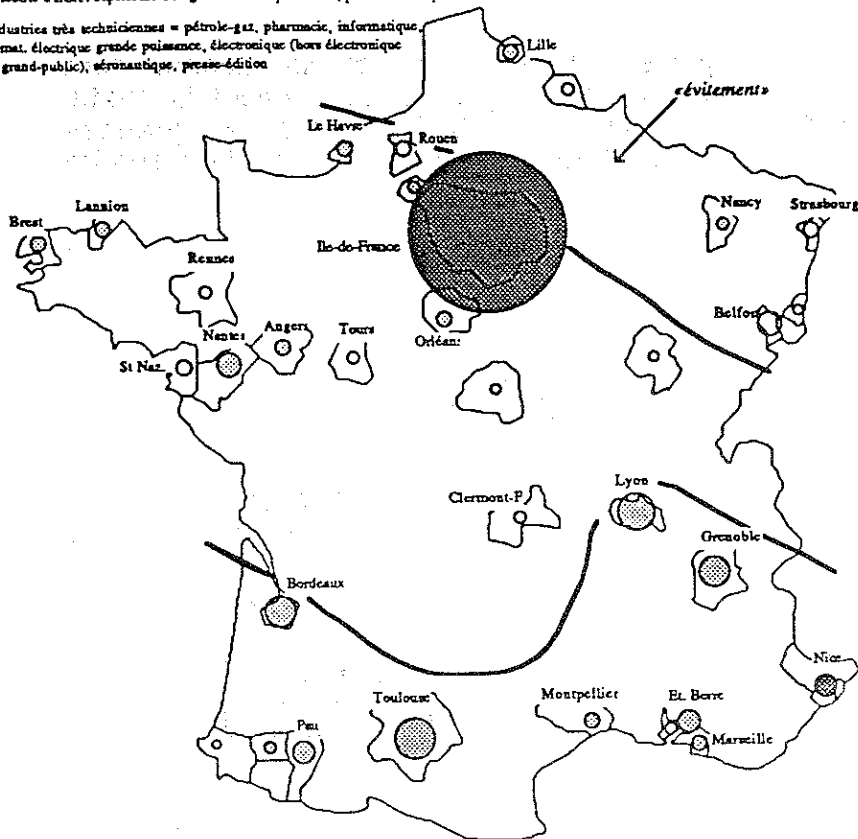 dustries très techniciennes = pétrole-gaz, pharmacie, informatique,
mat. électrique grande puissance, électronique (hors électronique
grand-public), aéronautique, presse-édition
Lille
«évitement»
Le Havre
Rouen
Lannion
Brest
Nancy
Strasbourg
Ile-de-France
Rennes
Belfor
Nantes
Angers
Tours
Orléans
St Naz.
Clermont-F
Lyon
Grenoble
Bordeaux
Nice
Toulouse
Montpellier
Et. Berre
Pau
Marseille